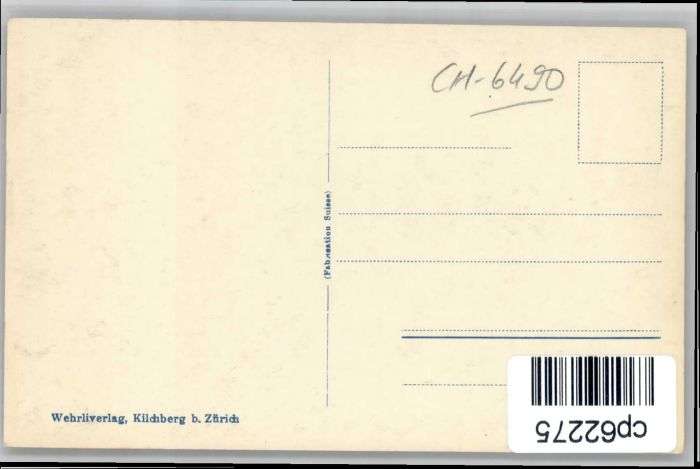 CH-6490
(Fabrication Suisse)
Wehrliverlag, Kilchberg b. Zürich
cp62275